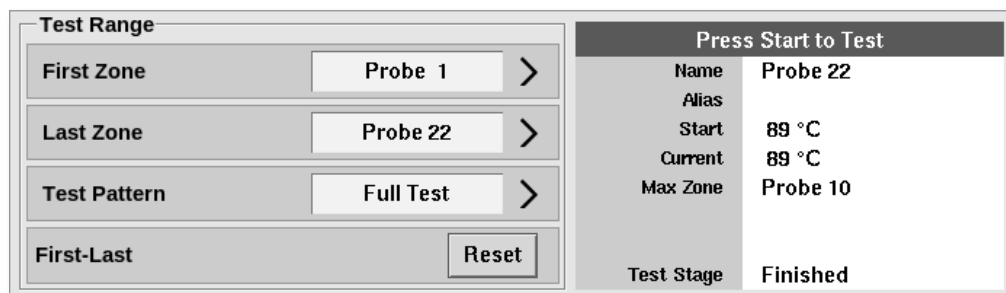 Test Range
First Zone Probe 1
Last Zone Probe 22
Test Pattern Full Test
First-Last Reset
Press Start to Test
Name Probe 22
Alias
Start 89 °C
Current 89 °C
Max Zone Probe 10
Test Stage Finished